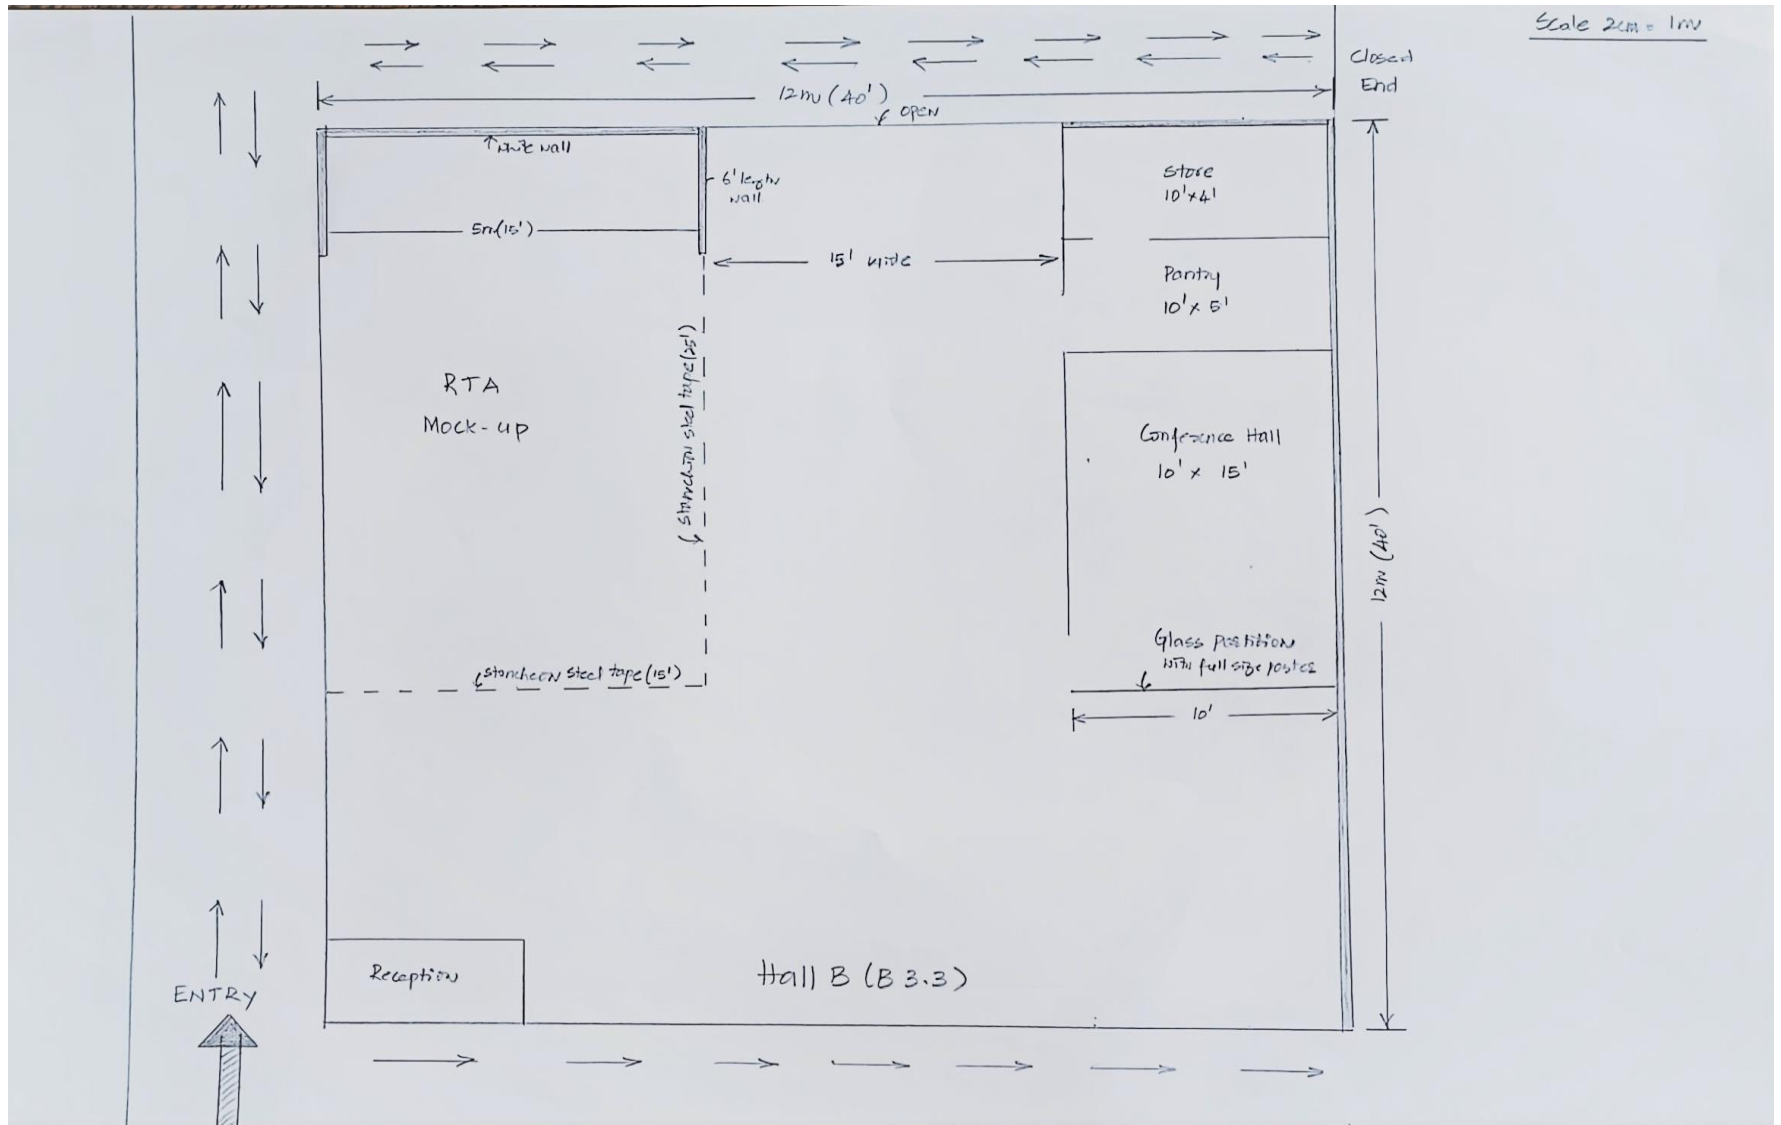 Scale 2cm = 1m
Closed
End
12m (40')
open
white wall
6' length
wall
5m (15')
15' wide
Store
10'x4'
Pantry
10'x 5'
RTA
Mock-up
stanchion steel tape (25')
Conference Hall
10' x 15'
12m (40')
Glass partition
with full size poster
stancheon steel tape (15')
10'
Reception
Hall B (B 3.3)
ENTRY